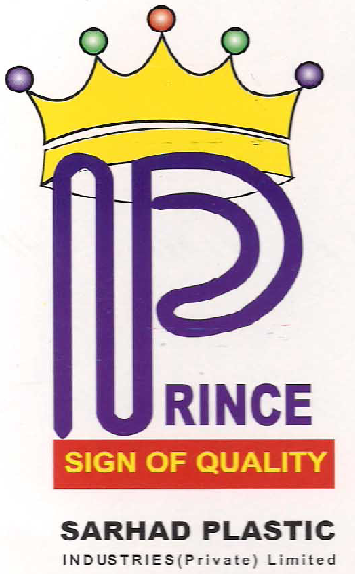 PRINCE
SIGN OF QUALITY
SARHAD PLASTIC
INDUSTRIES(Private) Limited